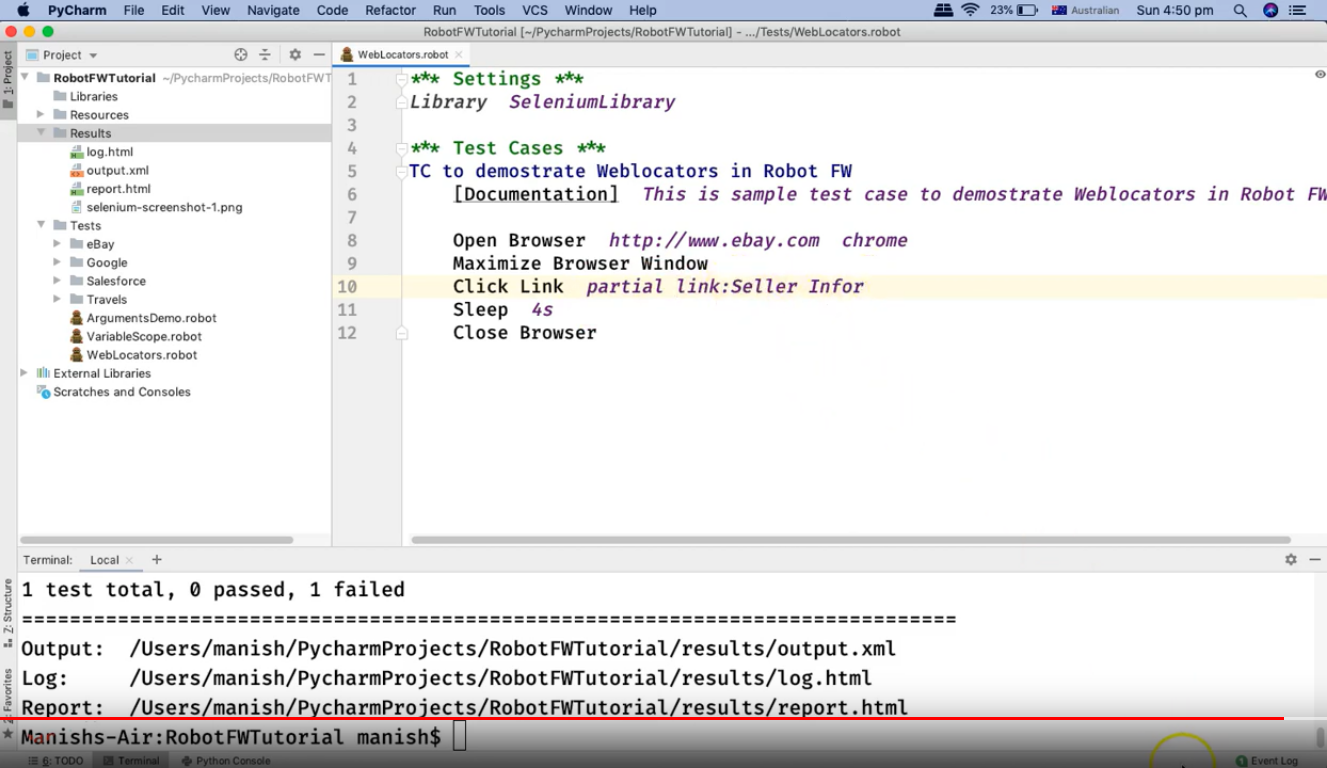 PyCharm File Edit View Navigate Code Refactor Run Tools VCS Window Help 23% Australian Sun 4:50 pm
RobotFWTutorial [~/PycharmProjects/RobotFWTutorial] - .../Tests/WebLocators.robot
Project
WebLocators.robot
1: Project
RobotFWTutorial ~/PycharmProjects/RobotFWT
Libraries
Resources
Results
log.html
output.xml
report.html
selenium-screenshot-1.png
Tests
eBay
Google
Salesforce
Travels
ArgumentsDemo.robot
VariableScope.robot
WebLocators.robot
External Libraries
Scratches and Consoles
1 *** Settings ***
2 Library SeleniumLibrary
3
4 *** Test Cases ***
5 TC to demostrate Weblocators in Robot FW
6 [Documentation] This is sample test case to demostrate Weblocators in Robot FW
7
8 Open Browser http://www.ebay.com chrome
9 Maximize Browser Window
10 Click Link partial link:Seller Infor
11 Sleep 4s
12 Close Browser
Terminal: Local +
1 test total, 0 passed, 1 failed
==============================================================================
Output: /Users/manish/PycharmProjects/RobotFWTutorial/results/output.xml
Log: /Users/manish/PycharmProjects/RobotFWTutorial/results/log.html
Report: /Users/manish/PycharmProjects/RobotFWTutorial/results/report.html
Manishs-Air:RobotFWTutorial manish$
Z: Structure
2: Favorites
6: TODO Terminal Python Console 1 Event Log